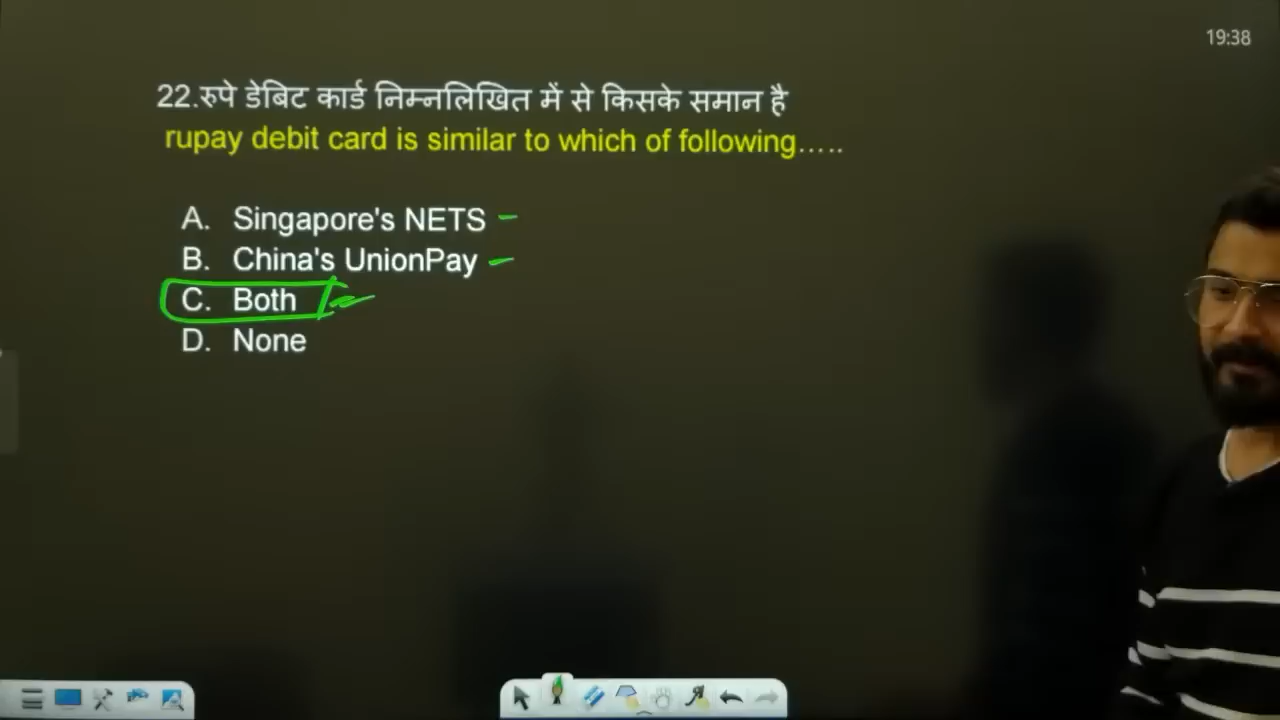 19:38
22.रुपे डेबिट कार्ड निम्नलिखित में से किसके समान है
rupay debit card is similar to which of following.....
A. Singapore's NETS
B. China's UnionPay
C. Both
D. None